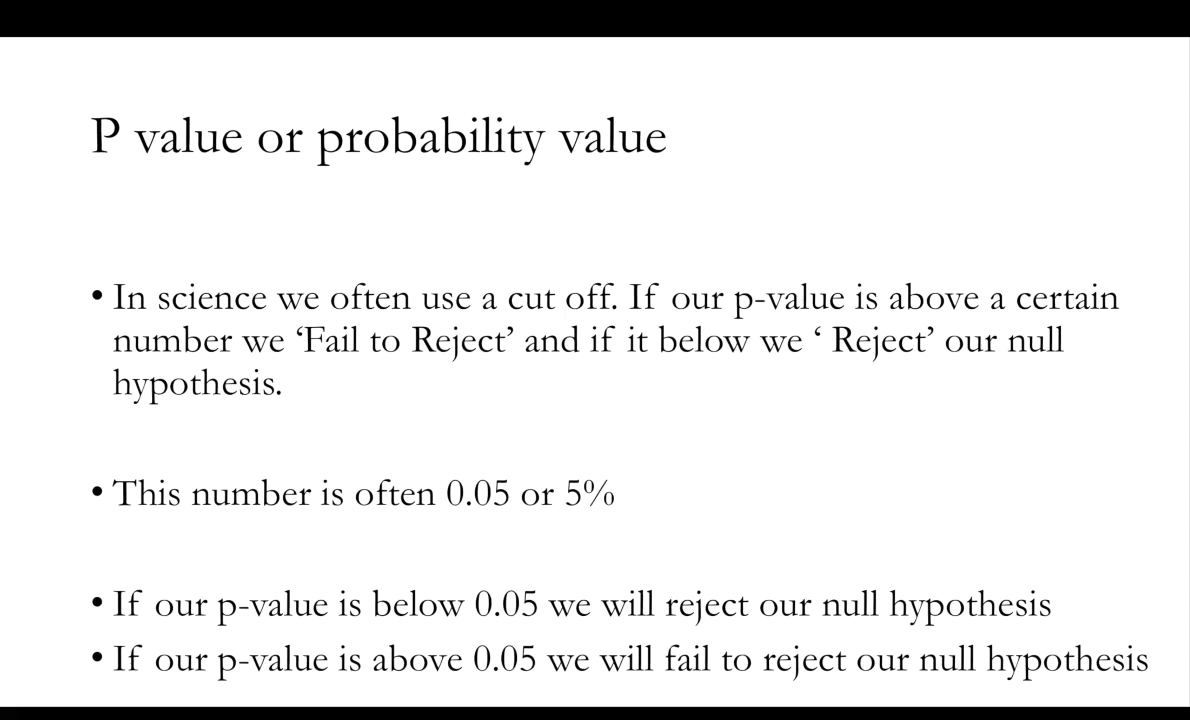 P value or probability value
• In science we often use a cut off. If our p-value is above a certain
number we ‘Fail to Reject’ and if it below we ‘ Reject’ our null
hypothesis.
• This number is often 0.05 or 5%
• If our p-value is below 0.05 we will reject our null hypothesis
• If our p-value is above 0.05 we will fail to reject our null hypothesis